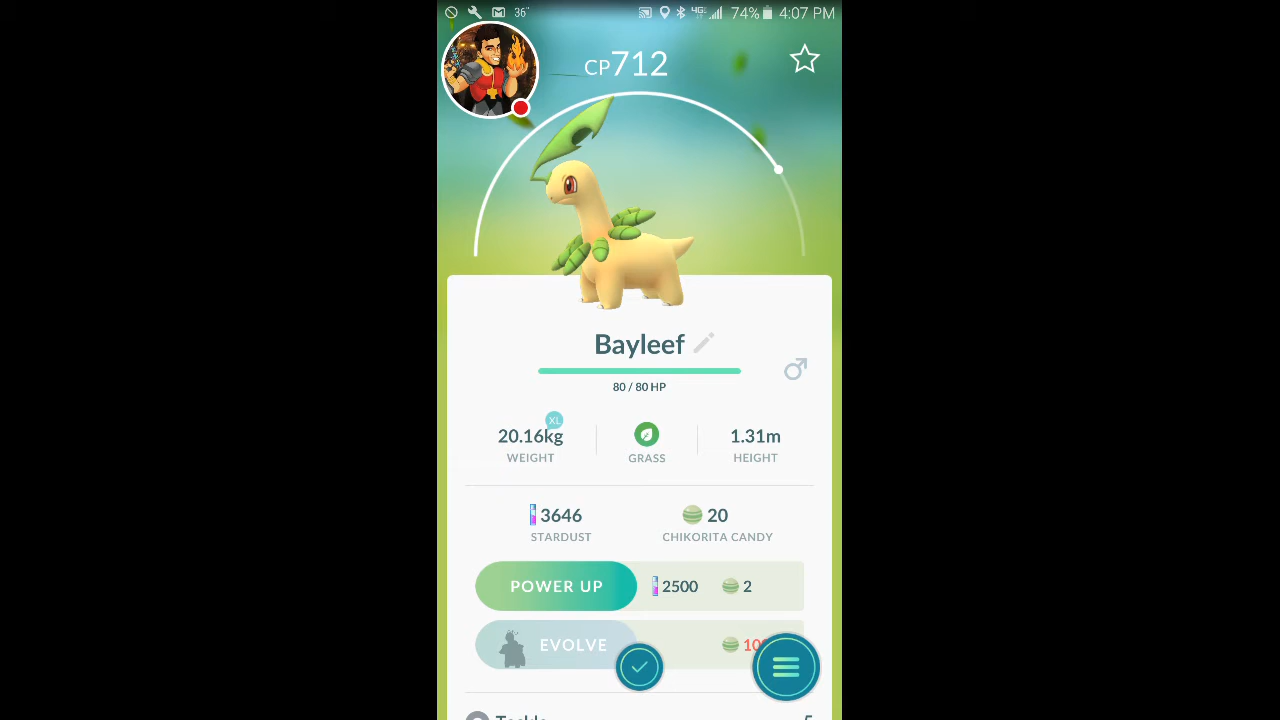 36° 4G 74% 4:07 PM
CP712
Bayleef
80 / 80 HP
XL
20.16kg 1.31m
WEIGHT GRASS HEIGHT
3646 20
STARDUST CHIKORITA CANDY
POWER UP 2500 2
EVOLVE